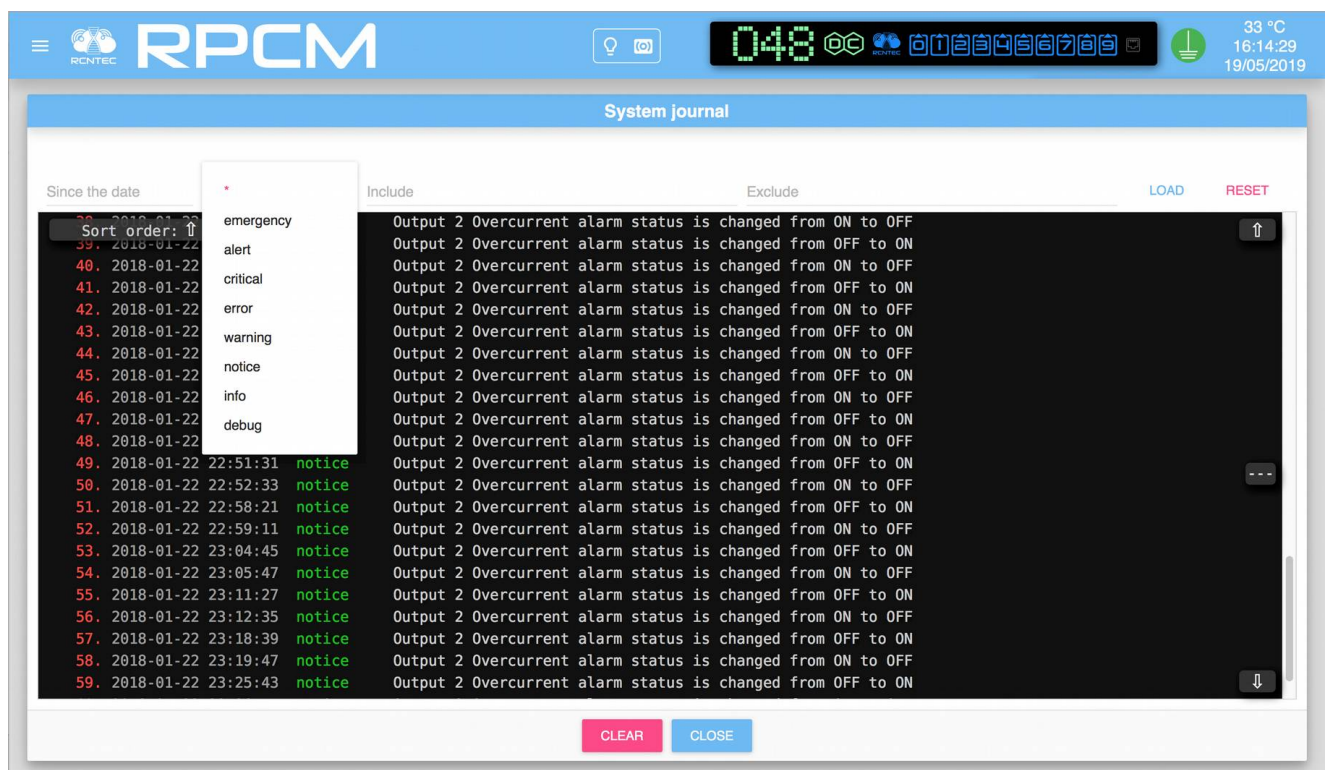 RCNTEC
RPCM
048 DC RCNTEC 0 1 2 3 4 5 6 7 8 9
33 °C
16:14:29
19/05/2019
System journal
Since the date * Include Exclude LOAD RESET
emergency
alert
critical
error
warning
notice
info
debug
Sort order: ⇧ ⇧
Output 2 Overcurrent alarm status is changed from ON to OFF
39. 2018-01-22 Output 2 Overcurrent alarm status is changed from OFF to ON
40. 2018-01-22 Output 2 Overcurrent alarm status is changed from ON to OFF
41. 2018-01-22 Output 2 Overcurrent alarm status is changed from OFF to ON
42. 2018-01-22 Output 2 Overcurrent alarm status is changed from ON to OFF
43. 2018-01-22 Output 2 Overcurrent alarm status is changed from OFF to ON
44. 2018-01-22 Output 2 Overcurrent alarm status is changed from ON to OFF
45. 2018-01-22 Output 2 Overcurrent alarm status is changed from OFF to ON
46. 2018-01-22 Output 2 Overcurrent alarm status is changed from ON to OFF
47. 2018-01-22 Output 2 Overcurrent alarm status is changed from OFF to ON
48. 2018-01-22 Output 2 Overcurrent alarm status is changed from ON to OFF
49. 2018-01-22 22:51:31 notice Output 2 Overcurrent alarm status is changed from OFF to ON
---
50. 2018-01-22 22:52:33 notice Output 2 Overcurrent alarm status is changed from ON to OFF
51. 2018-01-22 22:58:21 notice Output 2 Overcurrent alarm status is changed from OFF to ON
52. 2018-01-22 22:59:11 notice Output 2 Overcurrent alarm status is changed from ON to OFF
53. 2018-01-22 23:04:45 notice Output 2 Overcurrent alarm status is changed from OFF to ON
54. 2018-01-22 23:05:47 notice Output 2 Overcurrent alarm status is changed from ON to OFF
55. 2018-01-22 23:11:27 notice Output 2 Overcurrent alarm status is changed from OFF to ON
56. 2018-01-22 23:12:35 notice Output 2 Overcurrent alarm status is changed from ON to OFF
57. 2018-01-22 23:18:39 notice Output 2 Overcurrent alarm status is changed from OFF to ON
58. 2018-01-22 23:19:47 notice Output 2 Overcurrent alarm status is changed from ON to OFF
59. 2018-01-22 23:25:43 notice Output 2 Overcurrent alarm status is changed from OFF to ON ⇩
CLEAR CLOSE